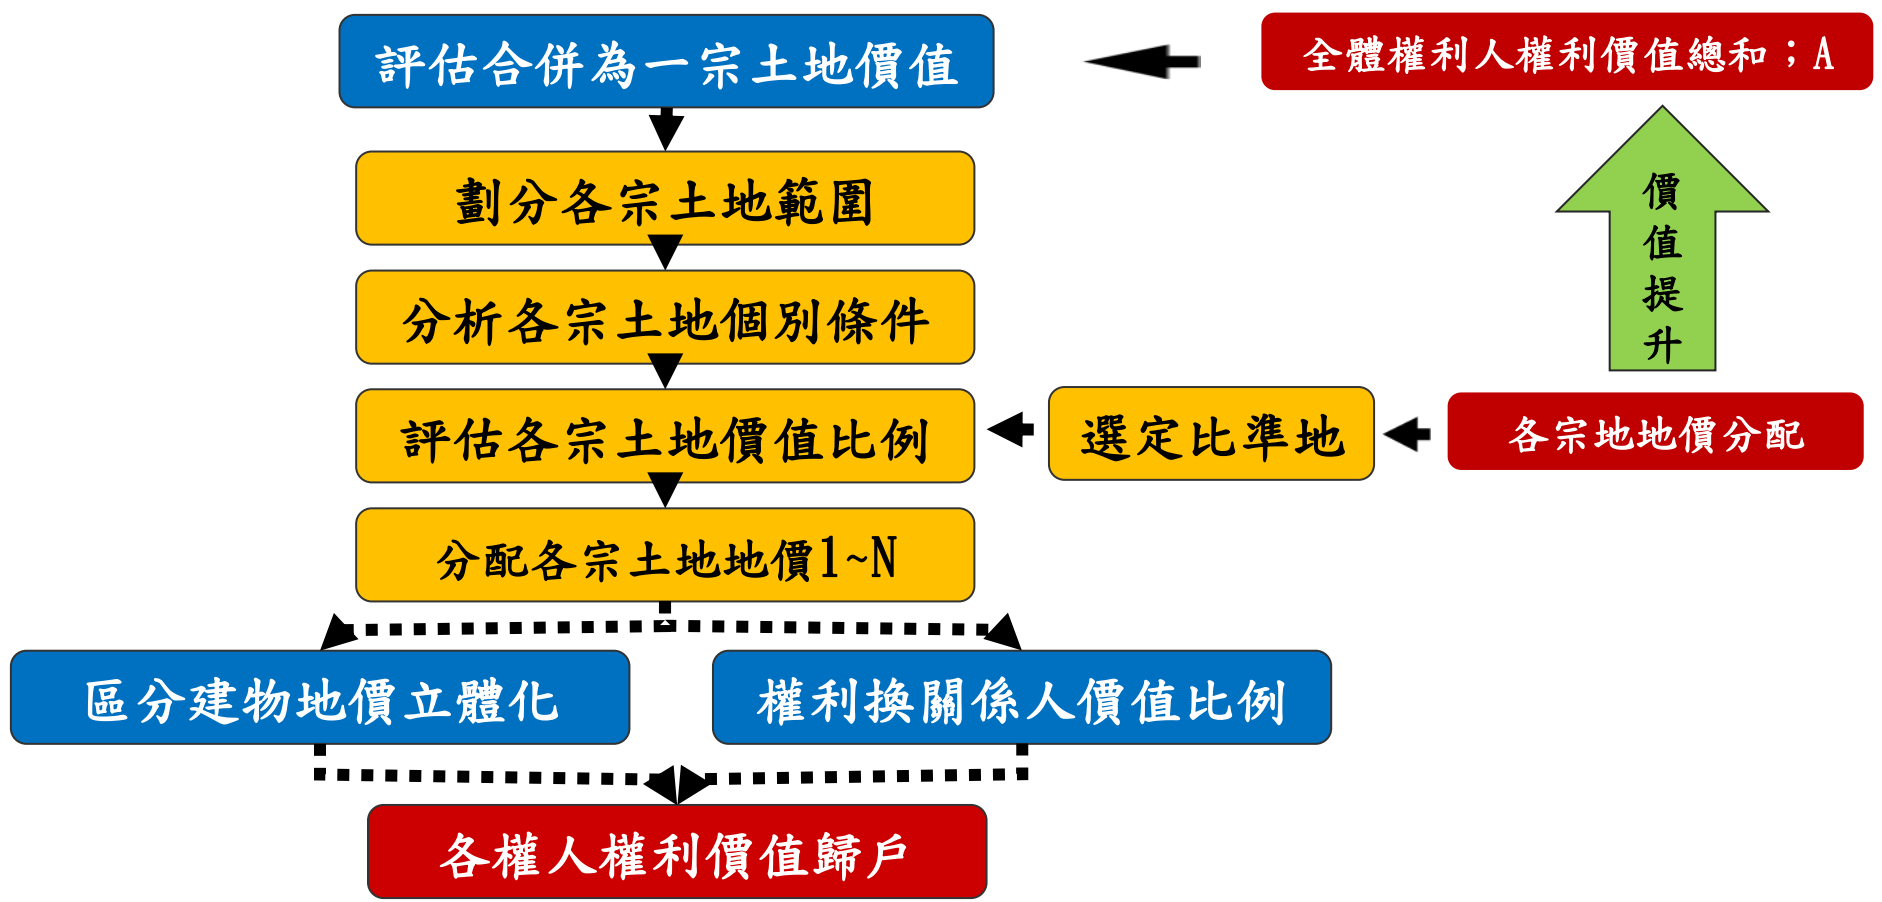 評估合併為一宗土地價值
全體權利人權利價值總和；A
劃分各宗土地範圍
價
值
提
升
分析各宗土地個別條件
評估各宗土地價值比例
選定比準地
各宗地地價分配
分配各宗土地地價1~N
區分建物地價立體化
權利換關係人價值比例
各權人權利價值歸戶